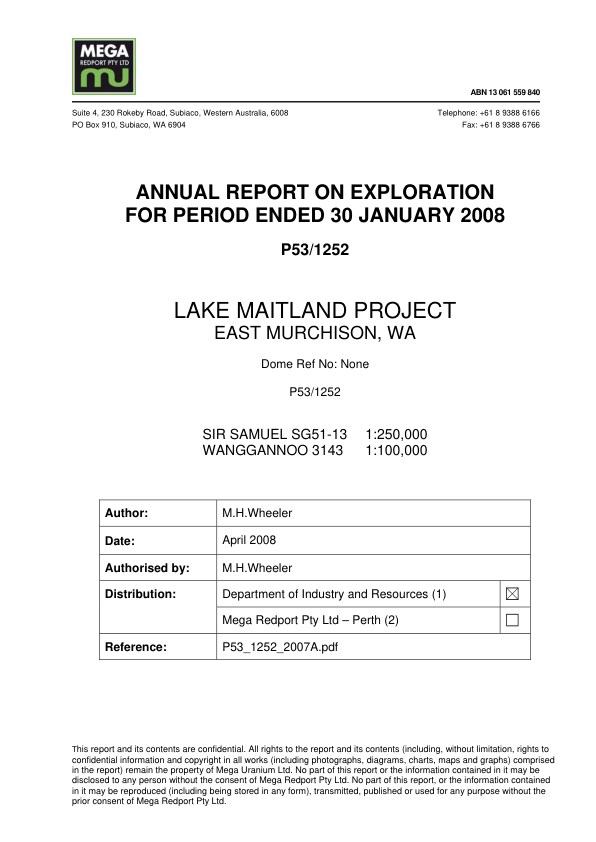 MEGA
REDPORT PTY LTD
mu
ABN 13 061 559 840
Suite 4, 230 Rokeby Road, Subiaco, Western Australia, 6008
Telephone: +61 8 9388 6166
PO Box 910, Subiaco, WA 6904
Fax: +61 8 9388 6766
ANNUAL REPORT ON EXPLORATION
FOR PERIOD ENDED 30 JANUARY 2008
P53/1252
LAKE MAITLAND PROJECT
EAST MURCHISON, WA
Dome Ref No: None
P53/1252
SIR SAMUEL SG51-13 1:250,000
WANGGANNOO 3143 1:100,000
Author: M.H.Wheeler
Date: April 2008
Authorised by: M.H.Wheeler
Distribution: Department of Industry and Resources (1)
Mega Redport Pty Ltd – Perth (2)
Reference: P53_1252_2007A.pdf
This report and its contents are confidential. All rights to the report and its contents (including, without limitation, rights to
confidential information and copyright in all works (including photographs, diagrams, charts, maps and graphs) comprised
in the report) remain the property of Mega Uranium Ltd. No part of this report or the information contained in it may be
disclosed to any person without the consent of Mega Redport Pty Ltd. No part of this report, or the information contained
in it may be reproduced (including being stored in any form), transmitted, published or used for any purpose without the
prior consent of Mega Redport Pty Ltd.